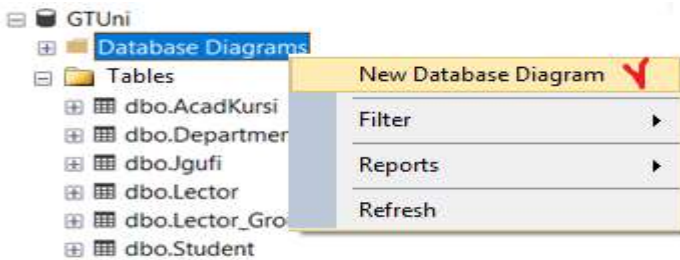 GTUni
Database Diagrams
Tables
dbo.AcadKursi
dbo.Departmen
dbo.Jgufi
dbo.Lector
dbo.Lector_Gro
dbo.Student
New Database Diagram
Filter
Reports
Refresh